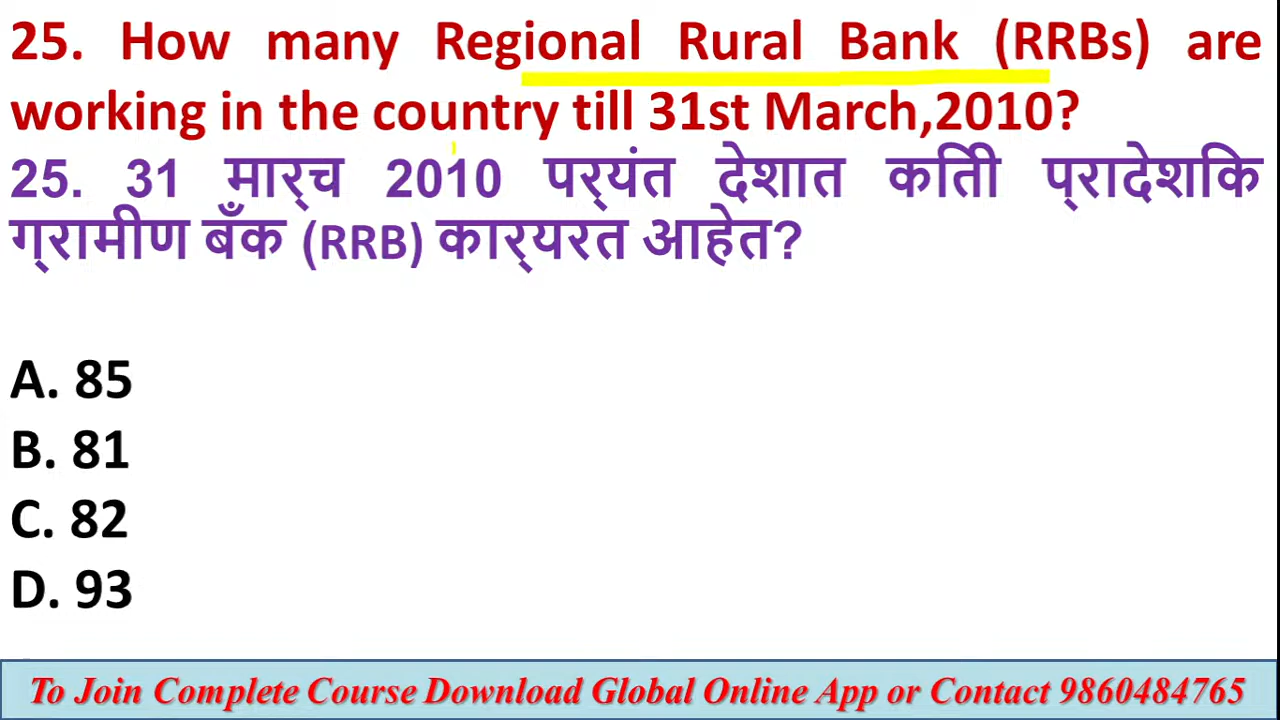 25. How many Regional Rural Bank (RRBs) are
working in the country till 31st March,2010?
25. 31 मार्‍च 2010 पर्‍यंत देशात किती प्‍रादेशकि
ग्‍रामीण बँक (RRB) कार्‍यरत आहेत?
A. 85
B. 81
C. 82
D. 93
To Join Complete Course Download Global Online App or Contact 9860484765